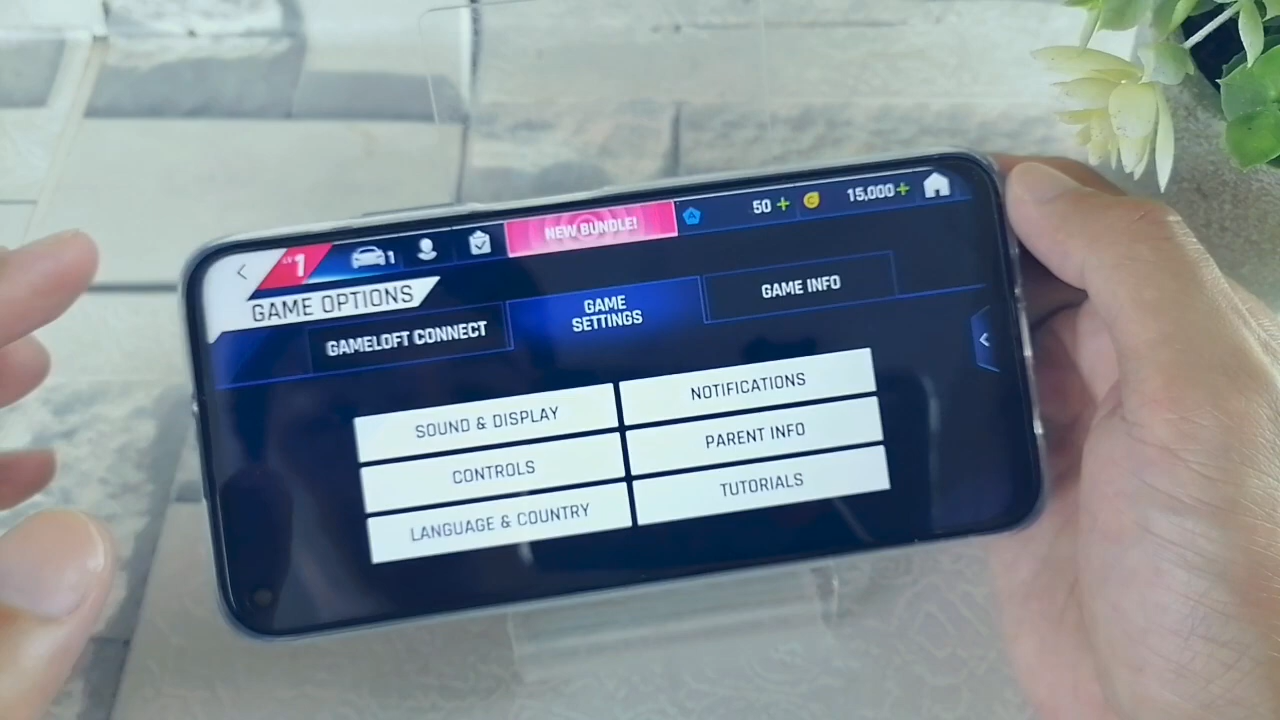 LV 1
1
NEW BUNDLE!
50 +
15,000 +
GAME OPTIONS
GAMELOFT CONNECT
GAME
SETTINGS
GAME INFO
SOUND & DISPLAY
NOTIFICATIONS
CONTROLS
PARENT INFO
LANGUAGE & COUNTRY
TUTORIALS